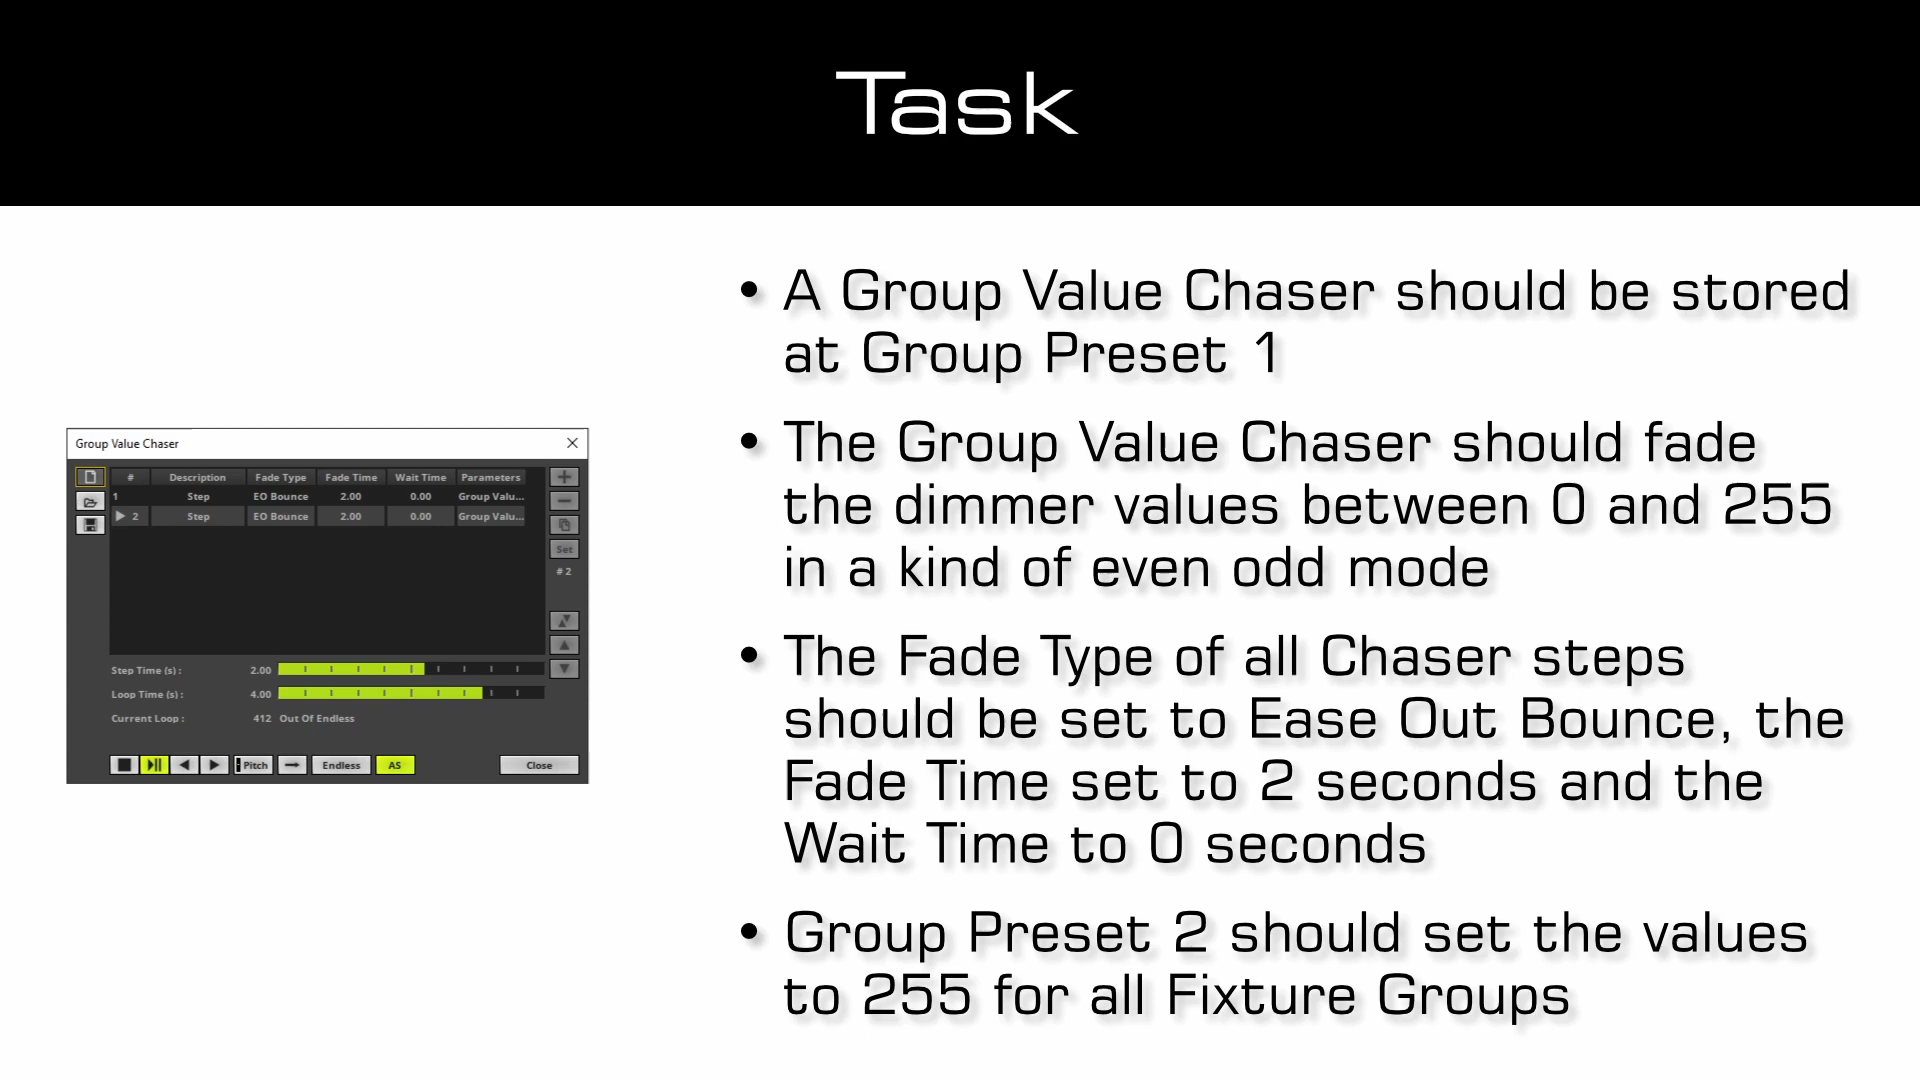 Task
Group Value Chaser
# Description Fade Type Fade Time Wait Time Parameters
1 Step EO Bounce 2.00 0.00 Group Valu...
2 Step EO Bounce 2.00 0.00 Group Valu...
Set
# 2
Step Time (s) : 2.00
Loop Time (s) : 4.00
Current Loop : 412 Out Of Endless
Pitch Endless AS Close
• A Group Value Chaser should be stored
at Group Preset 1
• The Group Value Chaser should fade
the dimmer values between 0 and 255
in a kind of even odd mode
• The Fade Type of all Chaser steps
should be set to Ease Out Bounce, the
Fade Time set to 2 seconds and the
Wait Time to 0 seconds
• Group Preset 2 should set the values
to 255 for all Fixture Groups